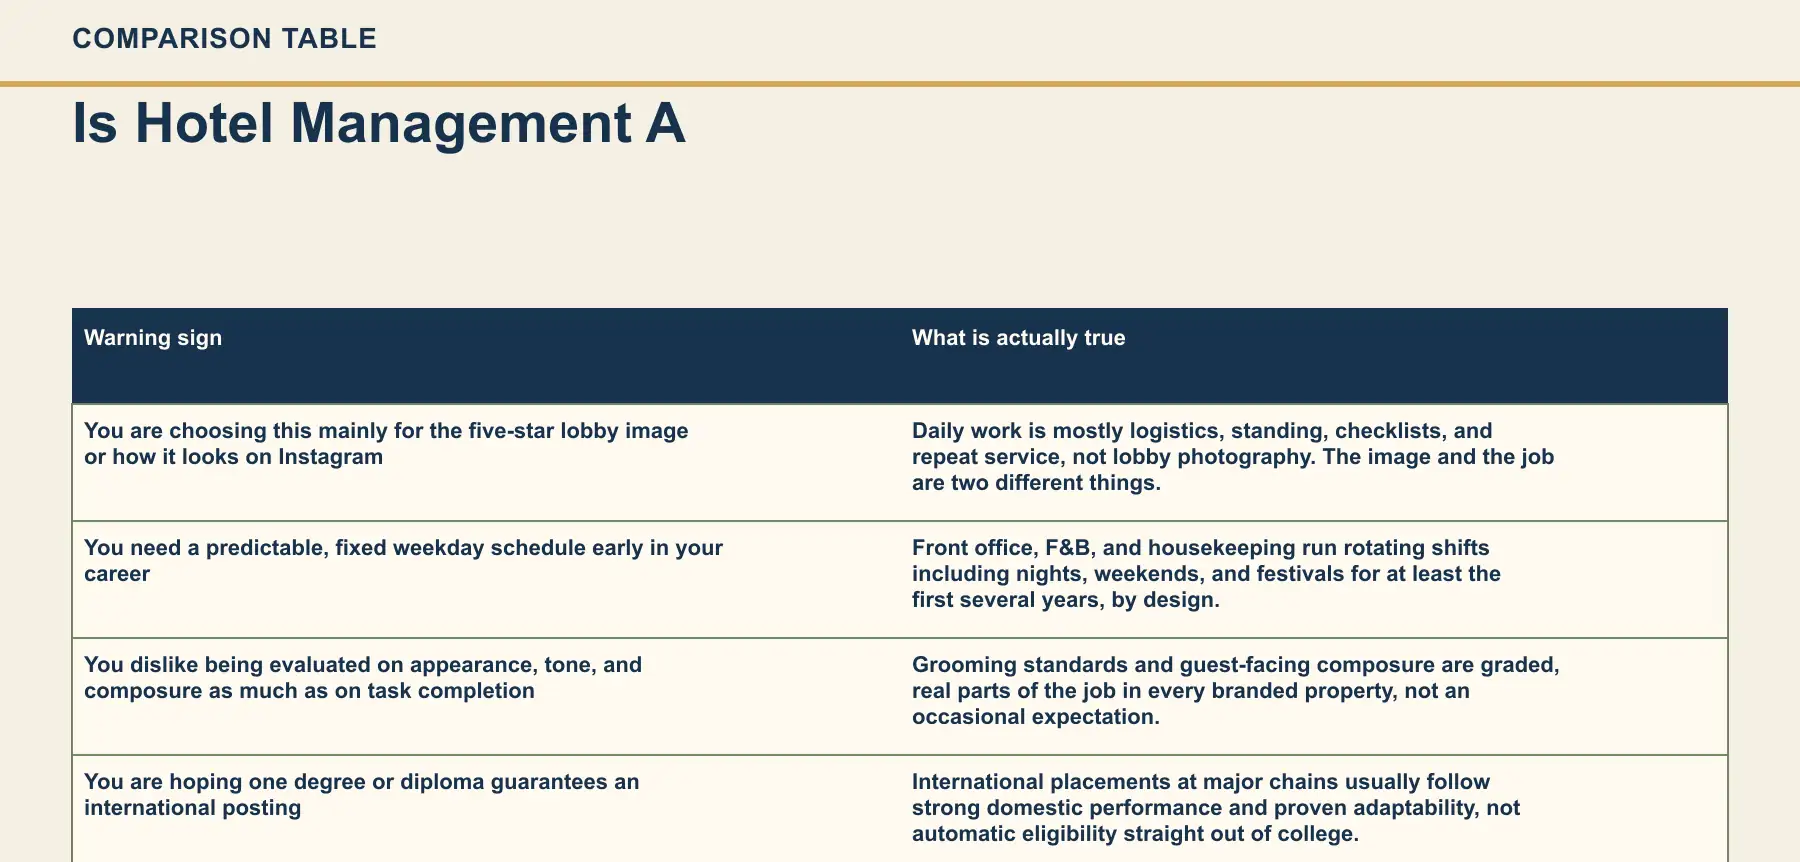 COMPARISON TABLE
Is Hotel Management A
Warning sign
What is actually true
You are choosing this mainly for the five-star lobby image
or how it looks on Instagram
Daily work is mostly logistics, standing, checklists, and
repeat service, not lobby photography. The image and the job
are two different things.
You need a predictable, fixed weekday schedule early in your
career
Front office, F&B, and housekeeping run rotating shifts
including nights, weekends, and festivals for at least the
first several years, by design.
You dislike being evaluated on appearance, tone, and
composure as much as on task completion
Grooming standards and guest-facing composure are graded,
real parts of the job in every branded property, not an
occasional expectation.
You are hoping one degree or diploma guarantees an
international posting
International placements at major chains usually follow
strong domestic performance and proven adaptability, not
automatic eligibility straight out of college.